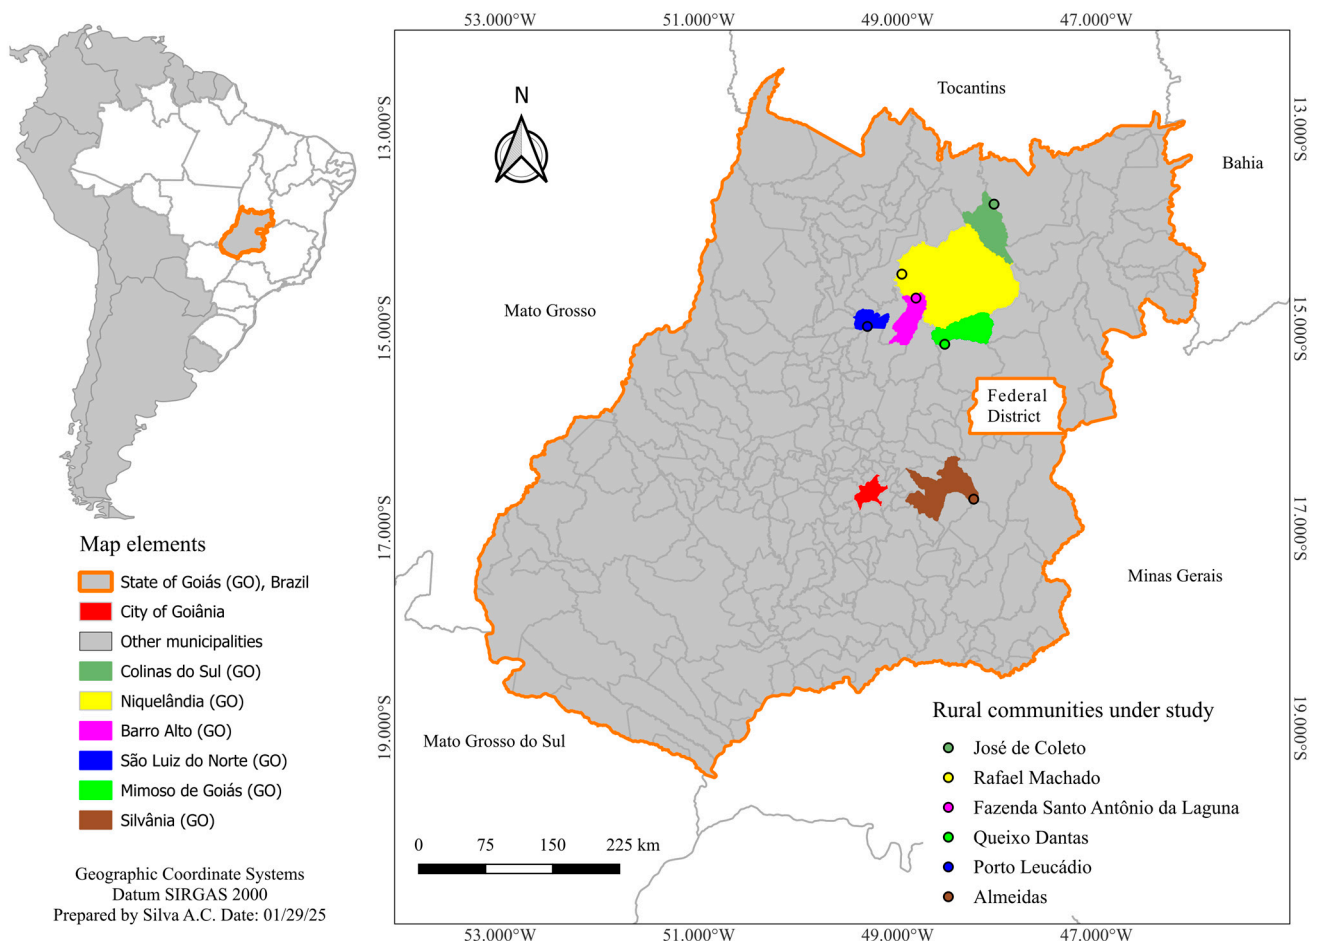 53.000°W
51.000°W
49.000°W
47.000°W
13.000°S
15.000°S
17.000°S
19.000°S
N
Tocantins
Bahia
Mato Grosso
Federal
District
Minas Gerais
Mato Grosso do Sul
13.000°S
15.000°S
17.000°S
19.000°S
Map elements
State of Goiás (GO), Brazil
City of Goiânia
Other municipalities
Colinas do Sul (GO)
Niquelândia (GO)
Barro Alto (GO)
São Luiz do Norte (GO)
Mimoso de Goiás (GO)
Silvânia (GO)
Geographic Coordinate Systems
Datum SIRGAS 2000
Prepared by Silva A.C. Date: 01/29/25
0 75 150 225 km
Rural communities under study
José de Coleto
Rafael Machado
Fazenda Santo Antônio da Laguna
Queixo Dantas
Porto Leucádio
Almeidas
53.000°W
51.000°W
49.000°W
47.000°W